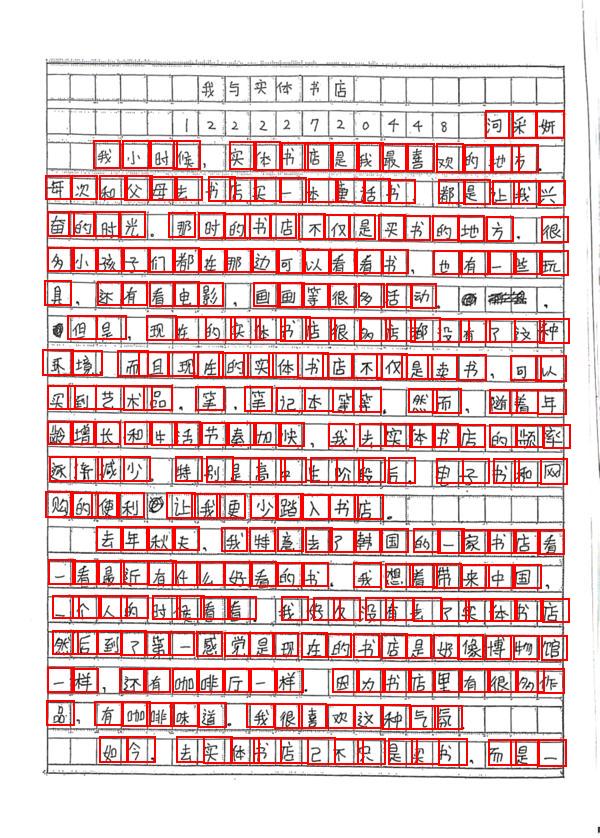 我与实体书店
1222272 0448 河采妍
我小时候，实体书店是我最喜欢的地方。
每次和父母去书店买一本童话书，都是让我兴
奋的时光。那时的书店不仅是买书的地方，很
多小孩子们都在那边可以看看书，也有一些玩
具，还有看电影，画画等很多活动。
但是，现在的实体书店很多店都没有了这种
环境。而且现在的实体书店不仅是卖书，可以
买到艺术品，笔，笔记本等等。然而，随着年
龄增长和生活节奏加快，我去实体书店的频率
逐渐减少。特别是高中生阶段后。电子书和网
购的便利让我更少踏入书店。
去年秋天，我特意去了韩国的一家书店看
一看最近有什么好看的书。我想着带来中国，
一个人的时候看看。我好久没有去了实体书店
然后到了第一感觉是现在的书店是好像博物馆
一样，还有咖啡厅一样。因为书店里有很多作
品，有咖啡味道。我很喜欢这种气氛
如今，去实体书店已不只是买书，而是一